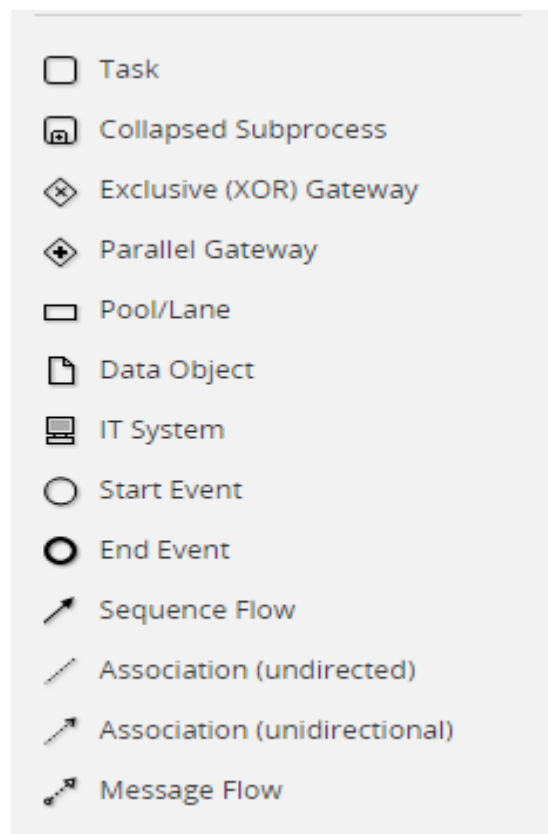 Task
Collapsed Subprocess
Exclusive (XOR) Gateway
Parallel Gateway
Pool/Lane
Data Object
IT System
Start Event
End Event
Sequence Flow
Association (undirected)
Association (unidirectional)
Message Flow